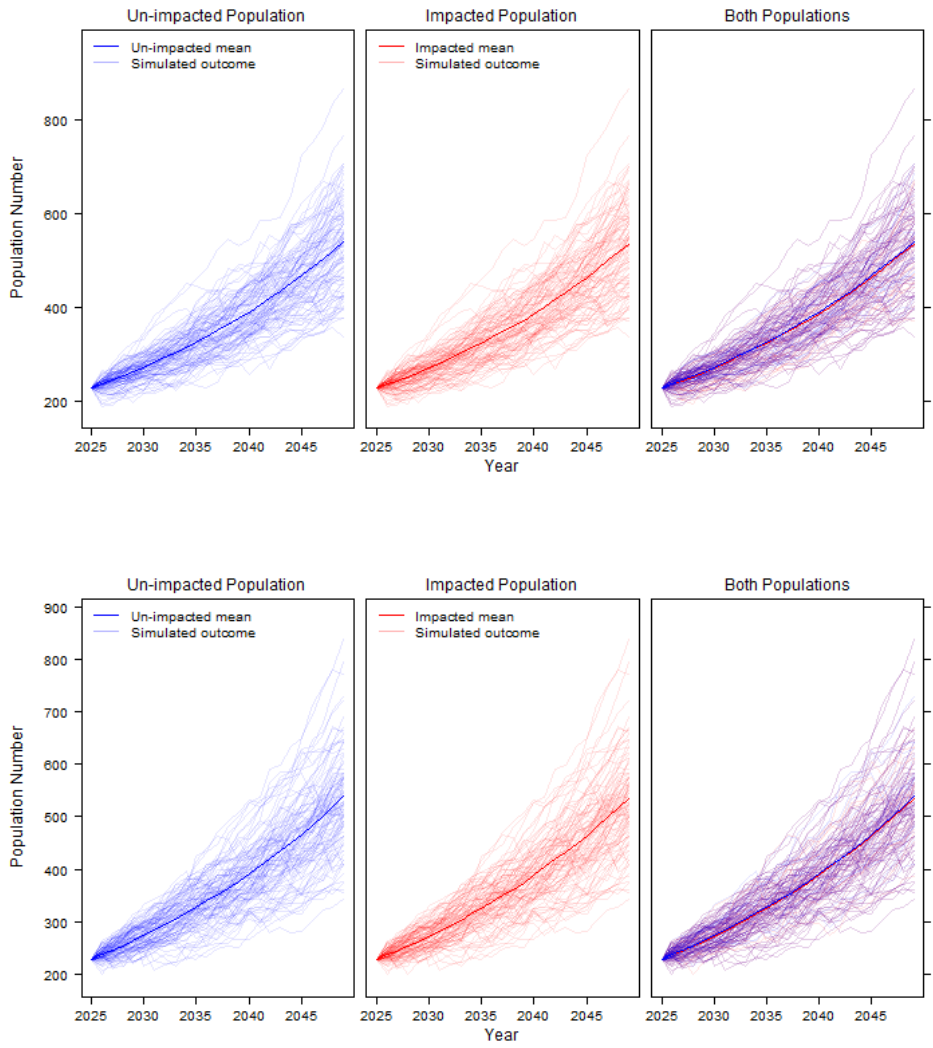 Un-impacted Population Impacted Population Both Populations
Un-impacted mean Impacted mean
Simulated outcome Simulated outcome
800
600
400
200
Population Number
2025 2030 2035 2040 2045 2025 2030 2035 2040 2045 2025 2030 2035 2040 2045
Year
Un-impacted Population Impacted Population Both Populations
900
Un-impacted mean Impacted mean
Simulated outcome Simulated outcome
800
700
600
500
400
300
200
Population Number
2025 2030 2035 2040 2045 2025 2030 2035 2040 2045 2025 2030 2035 2040 2045
Year